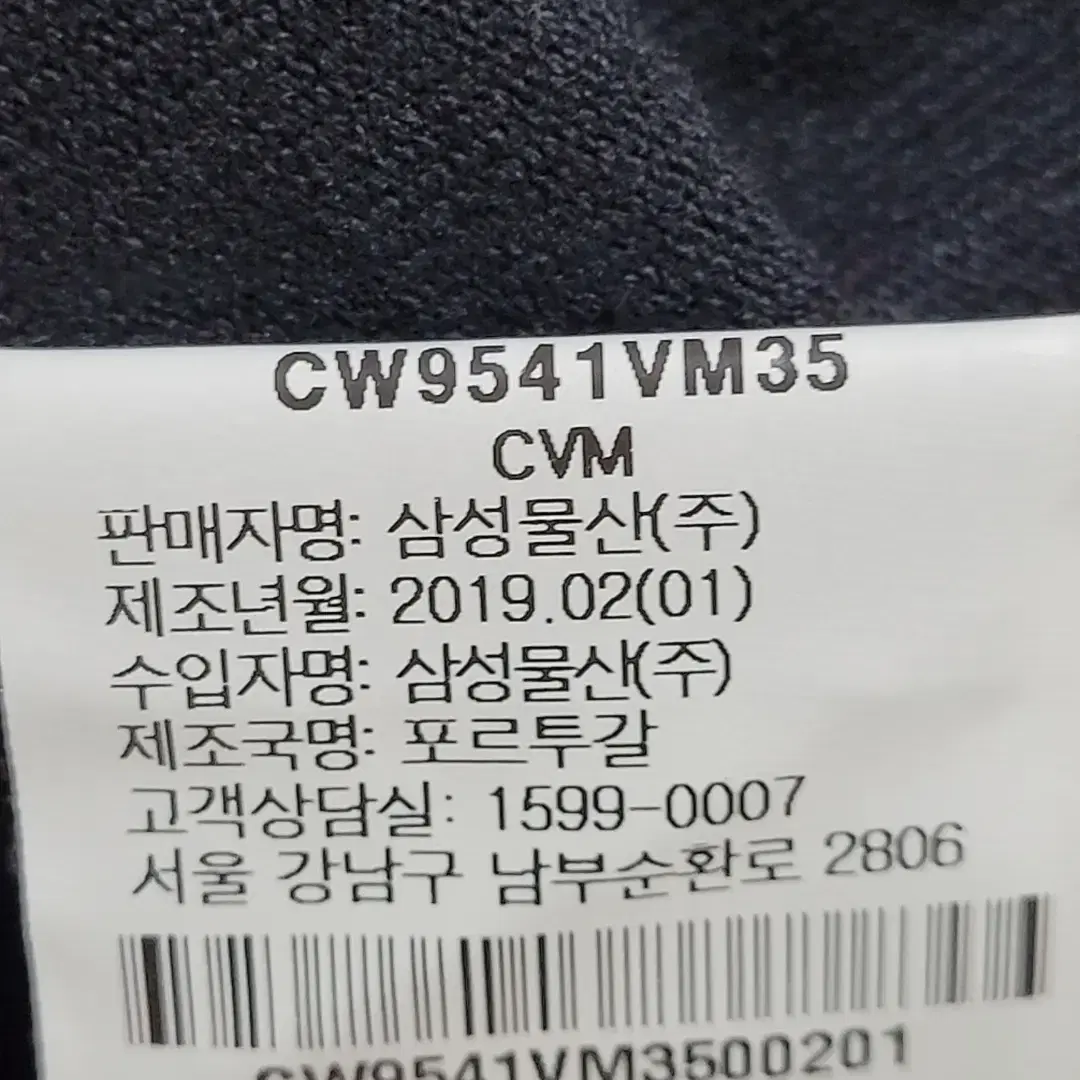 CW9541VM35
CVM
판매자명: 삼성물산(주)
제조년월: 2019.02(01)
수입자명: 삼성물산(주)
제조국명: 포르투갈
고객상담실: 1599-0007
서울 강남구 남부순환로 2806
CW9541VM3500201